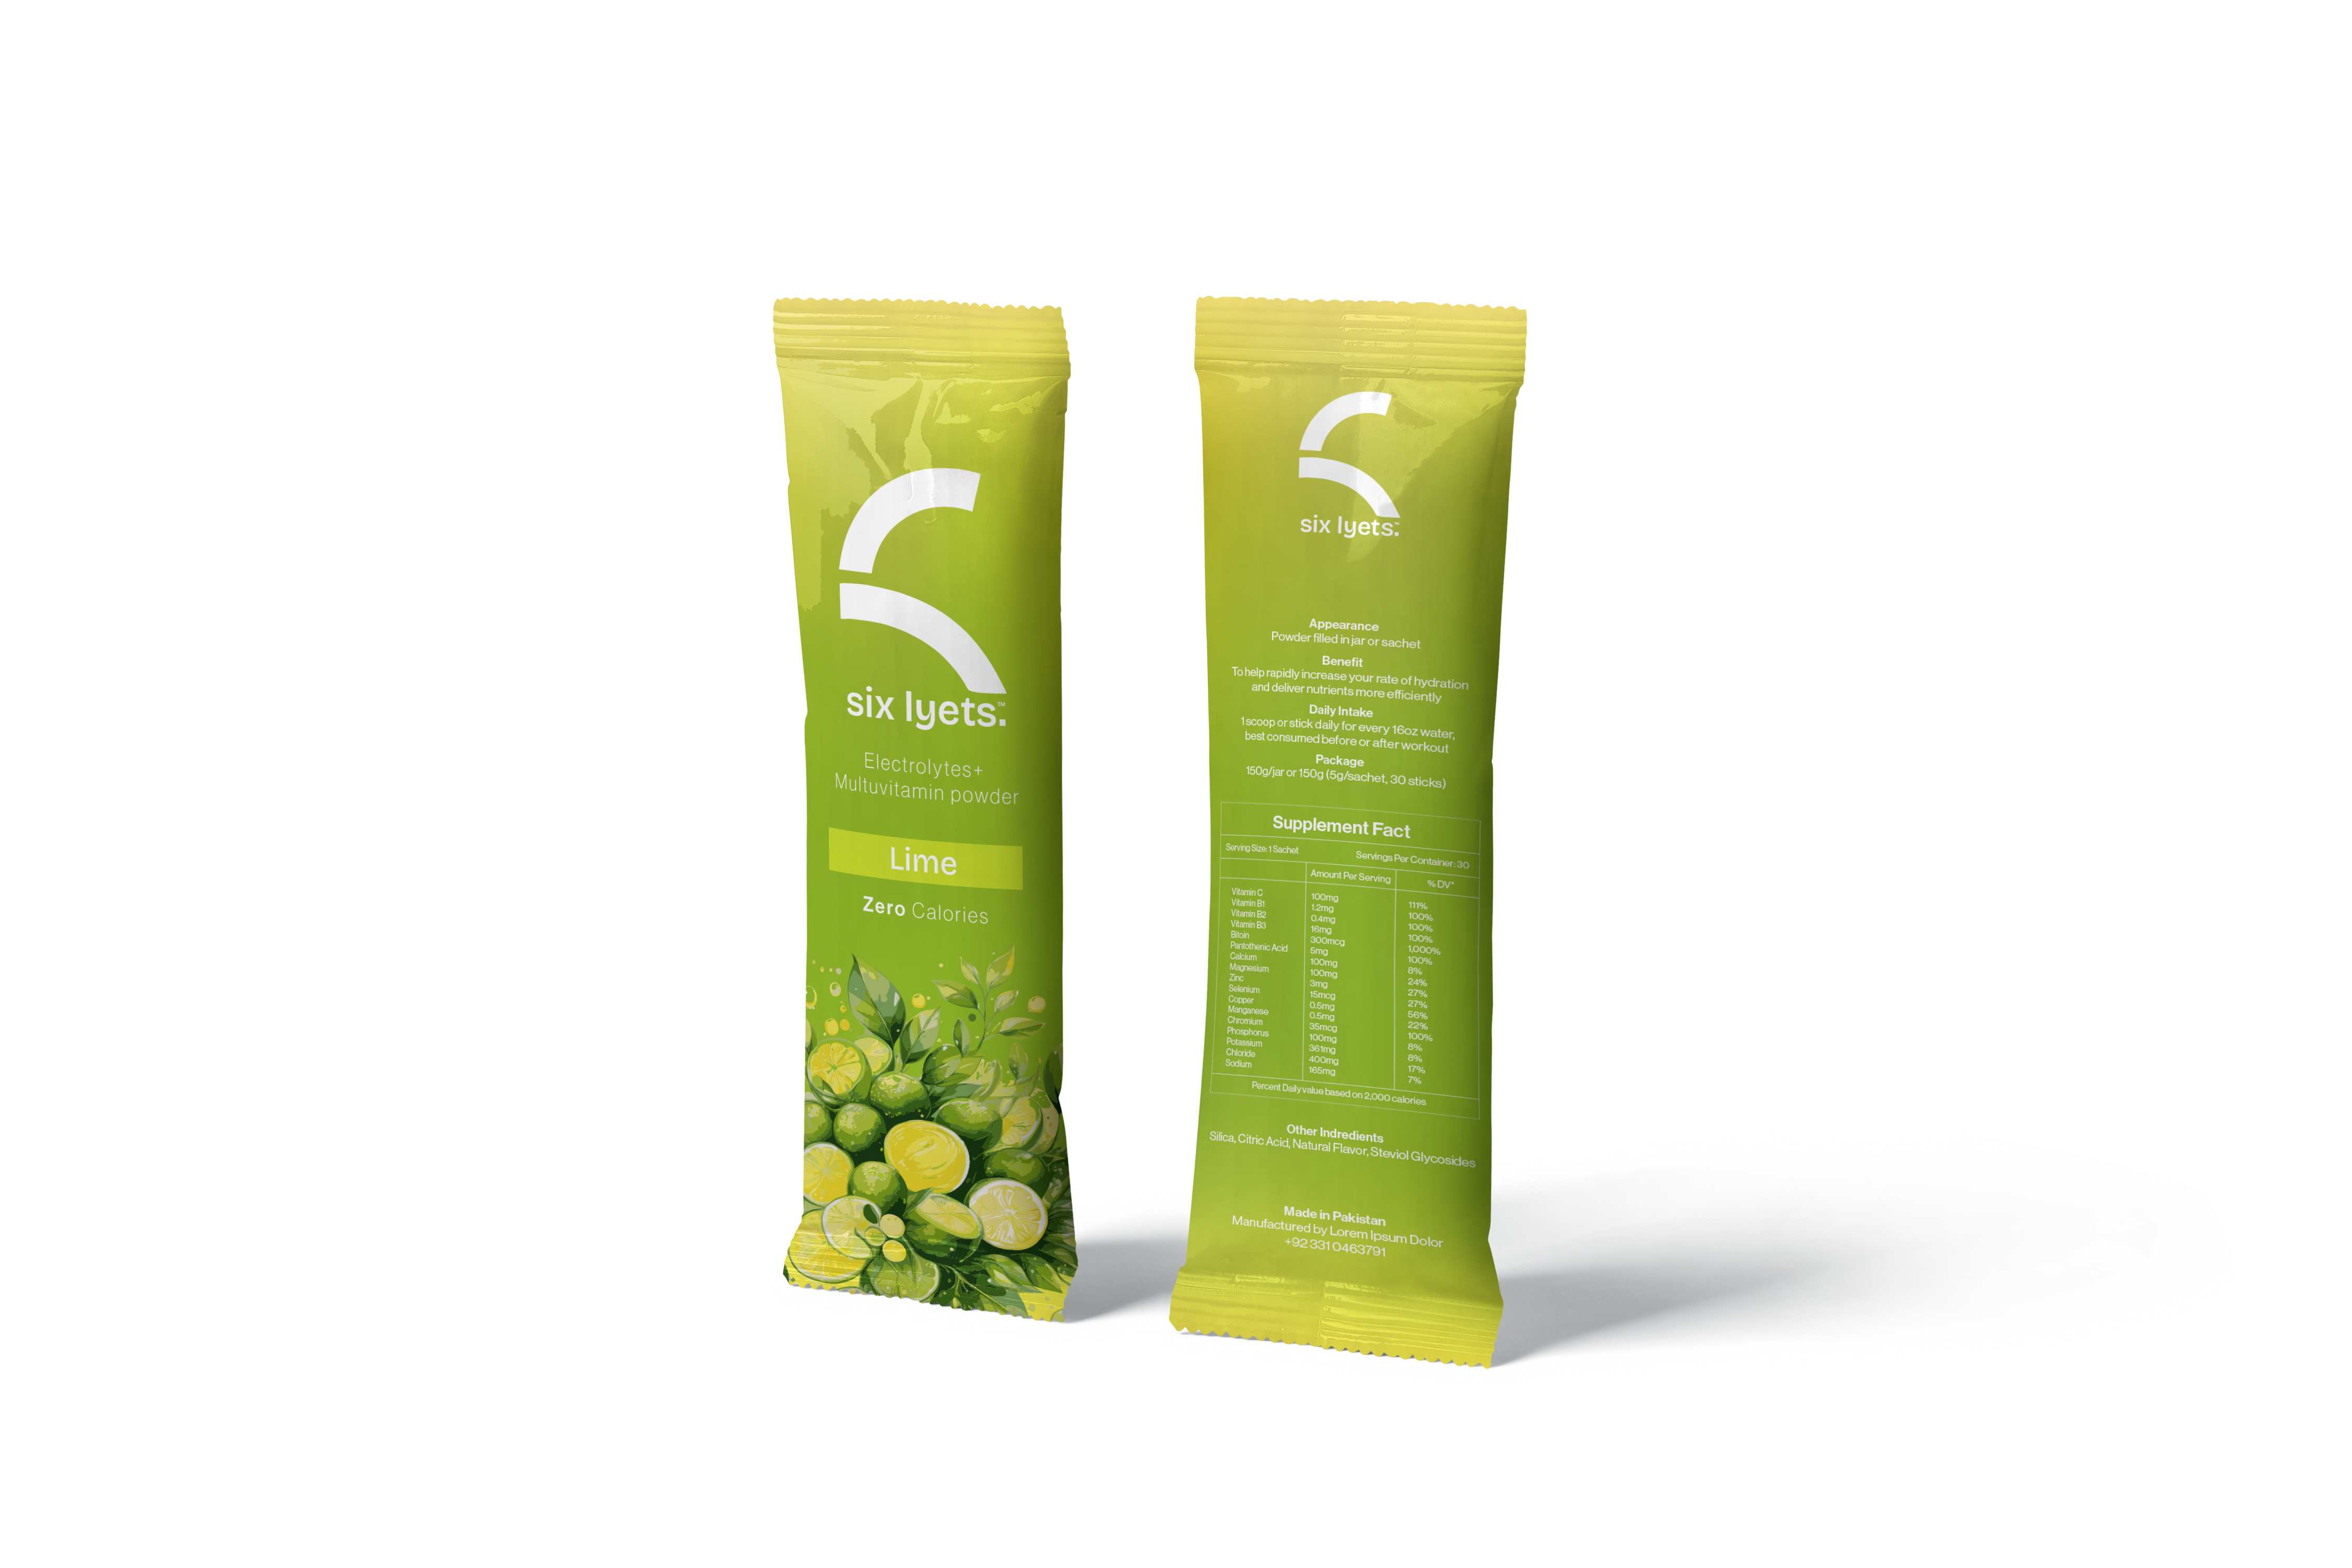 six lyets.™
Electrolytes+
Multuvitamin powder
Lime
Zero Calories
six lyets.™
Appearance
Powder filled in jar or sachet
Benefit
To help rapidly increase your rate of hydration
and deliver nutrients more efficiently
Daily Intake
1 scoop or stick daily for every 16oz water,
best consumed before or after workout
Package
150g/jar or 150g (5g/sachet, 30 sticks)
Supplement Fact
Serving Size: 1 Sachet Servings Per Container: 30
Amount Per Serving % DV*
Vitamin C 100mg 111%
Vitamin B1 1.2mg 100%
Vitamin B2 0.4mg 100%
Vitamin B3 16mg 100%
Bitoin 300mcg 1,000%
Pantothenic Acid 5mg 100%
Calcium 100mg 8%
Magnesium 100mg 24%
Zinc 3mg 27%
Selenium 15mcg 27%
Copper 0.5mg 56%
Manganese 0.5mg 22%
Chromium 35mcg 100%
Phosphorus 100mg 8%
Potassium 361mg 8%
Chloride 400mg 17%
Sodium 165mg 7%
Percent Daily value based on 2,000 calories
Other Indredients
Silica, Citric Acid, Natural Flavor, Steviol Glycosides
Made in Pakistan
Manufactured by Lorem Ipsum Dolor
+92 331 0463791